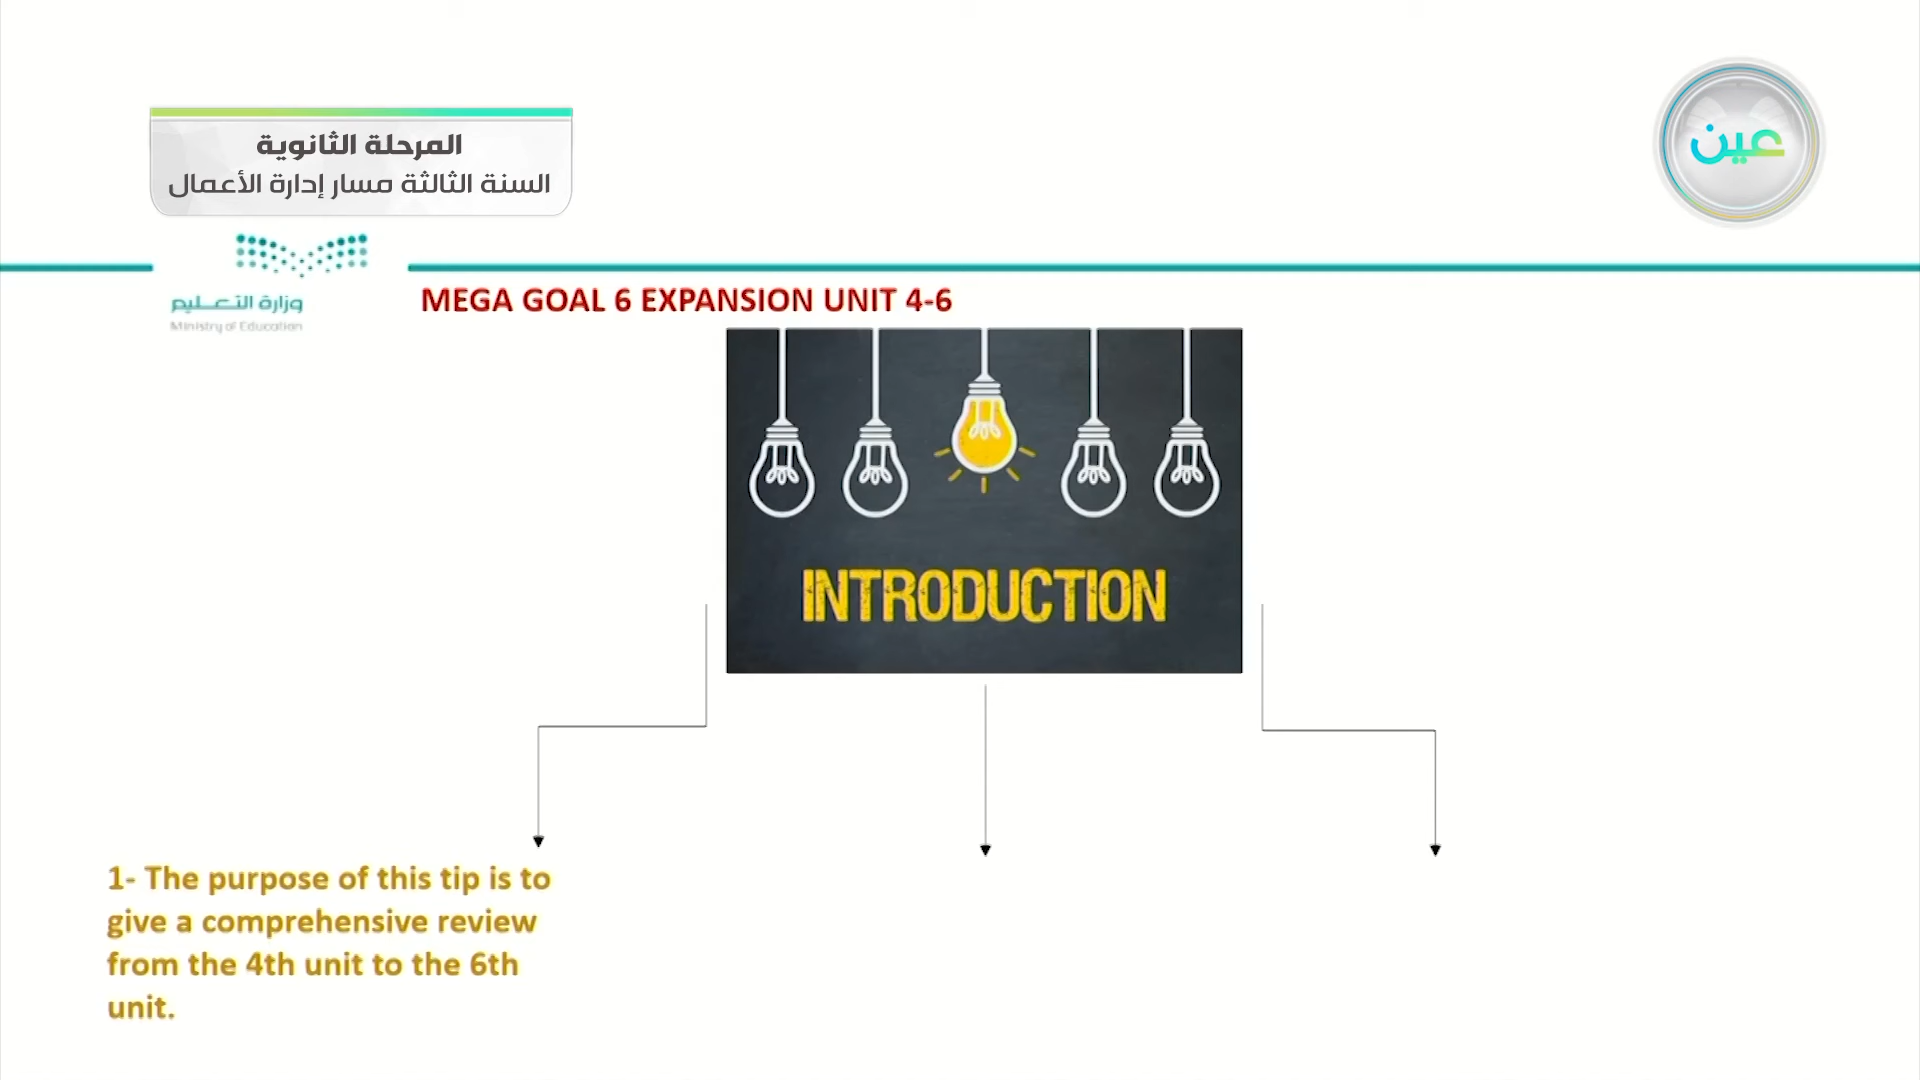 المرحلة الثانوية
السنة الثالثة مسار إدارة الأعمال
عين
وزارة التعليم
Ministry of Education
MEGA GOAL 6 EXPANSION UNIT 4-6
INTRODUCTION
1- The purpose of this tip is to
give a comprehensive review
from the 4th unit to the 6th
unit.